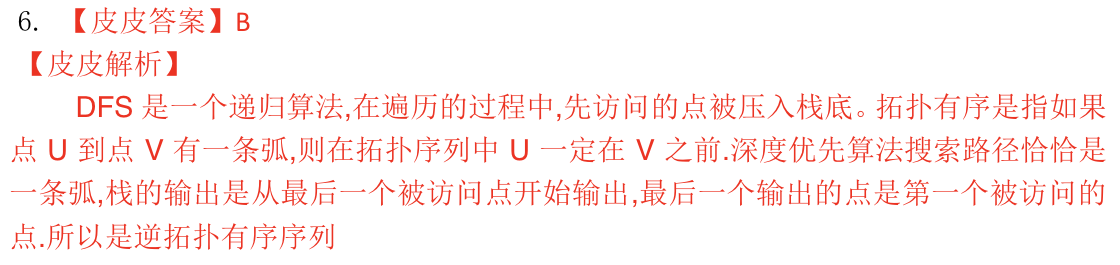 6. 【皮皮答案】B
【皮皮解析】
DFS 是一个递归算法,在遍历的过程中,先访问的点被压入栈底。拓扑有序是指如果
点 U 到点 V 有一条弧,则在拓扑序列中 U 一定在 V 之前.深度优先算法搜索路径恰恰是
一条弧,栈的输出是从最后一个被访问点开始输出,最后一个输出的点是第一个被访问的
点.所以是逆拓扑有序序列